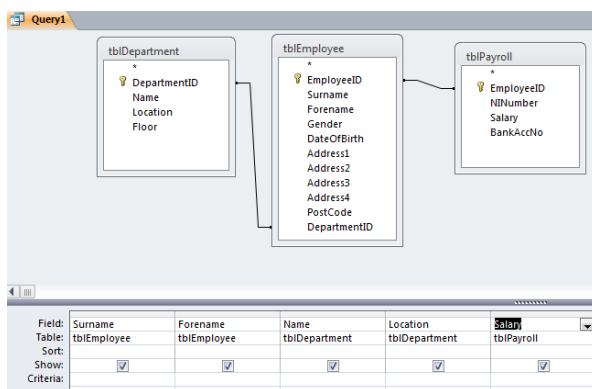 Query1
tblDepartment
*
DepartmentID
Name
Location
Floor
tblEmployee
*
EmployeeID
Surname
Forename
Gender
DateOfBirth
Address1
Address2
Address3
Address4
PostCode
DepartmentID
tblPayroll
*
EmployeeID
NINumber
Salary
BankAccNo
Field: Surname Forename Name Location Salary
Table: tblEmployee tblEmployee tblDepartment tblDepartment tblPayroll
Sort:
Show:
Criteria: